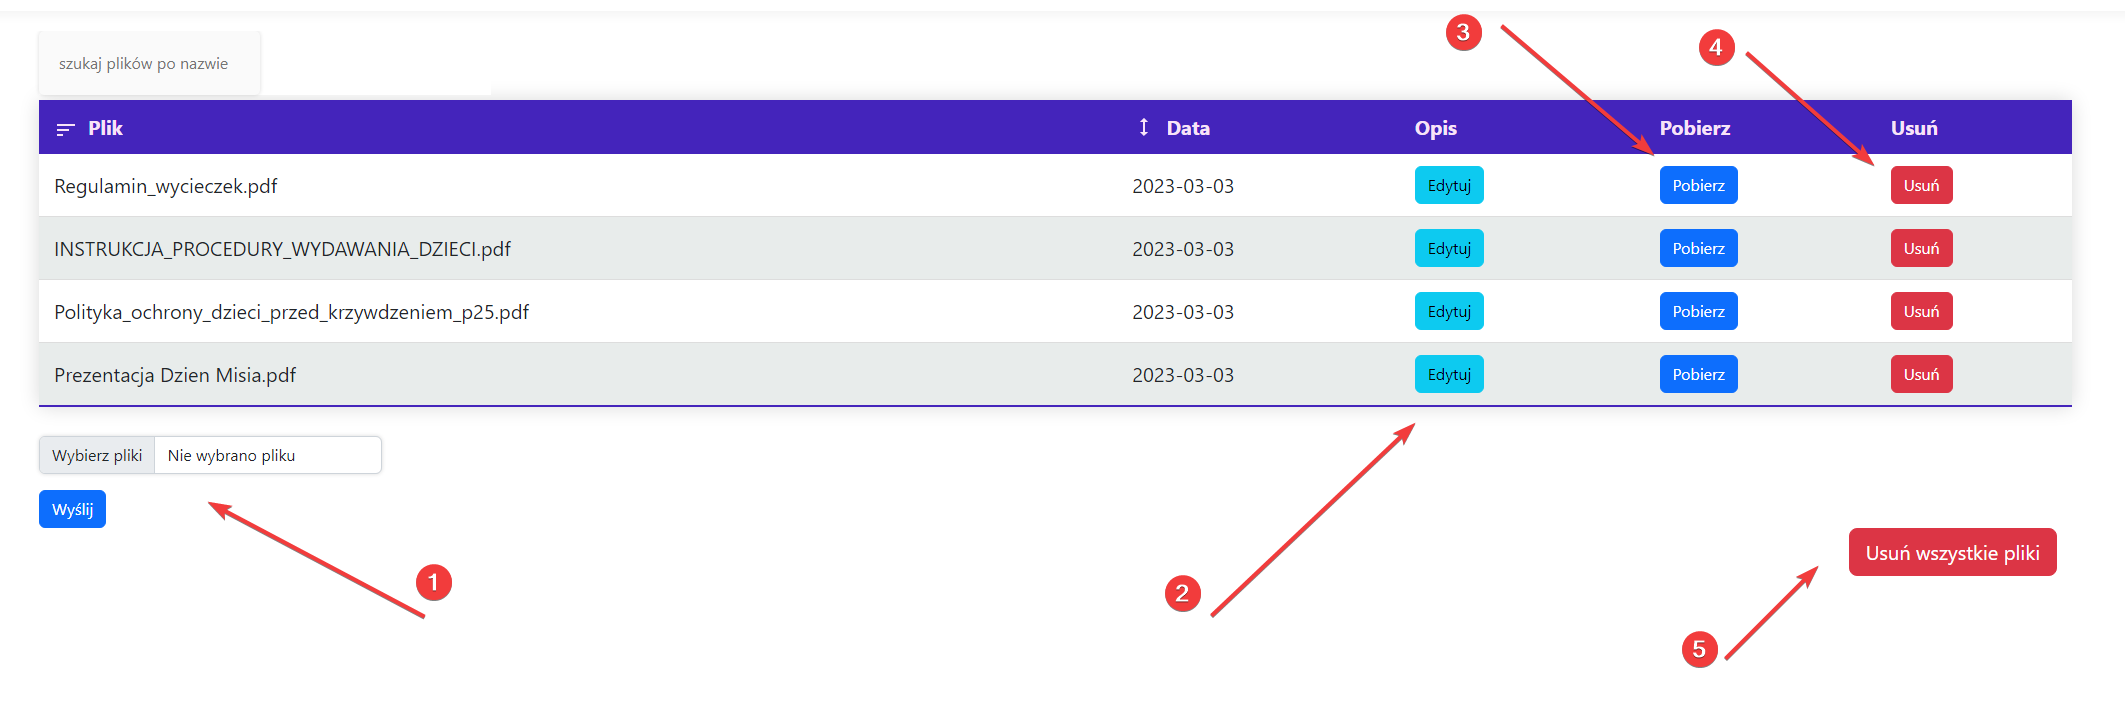 3
4
szukaj plików po nazwie
Plik Data Opis Pobierz Usuń
Regulamin_wycieczek.pdf 2023-03-03 Edytuj Pobierz Usuń
INSTRUKCJA_PROCEDURY_WYDAWANIA_DZIECI.pdf 2023-03-03 Edytuj Pobierz Usuń
Polityka_ochrony_dzieci_przed_krzywdzeniem_p25.pdf 2023-03-03 Edytuj Pobierz Usuń
Prezentacja Dzien Misia.pdf 2023-03-03 Edytuj Pobierz Usuń
Wybierz pliki Nie wybrano pliku
Wyślij
Usuń wszystkie pliki
1
2
5